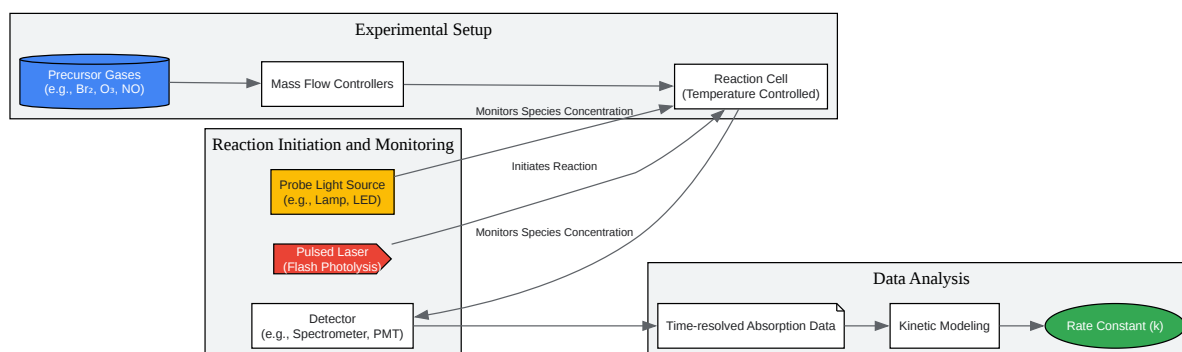 Experimental Setup
Precursor Gases
(e.g., Br₂, O₃, NO)
Mass Flow Controllers
Reaction Cell
(Temperature Controlled)
Monitors Species Concentration
Reaction Initiation and Monitoring
Initiates Reaction
Probe Light Source
(e.g., Lamp, LED)
Monitors Species Concentration
Pulsed Laser
(Flash Photolysis)
Data Analysis
Detector
(e.g., Spectrometer, PMT)
Time-resolved Absorption Data
Kinetic Modeling
Rate Constant (k)